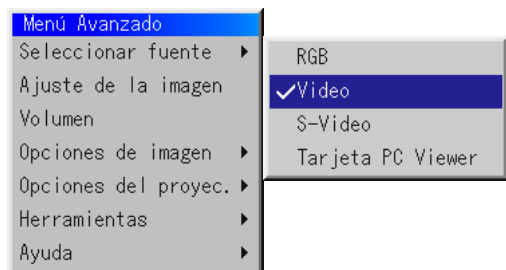 Menú Avanzado
Seleccionar fuente
Ajuste de la imagen
Volumen
Opciones de imagen
Opciones del proyec.
Herramientas
Ayuda
RGB
Video
S-Video
Tarjeta PC Viewer